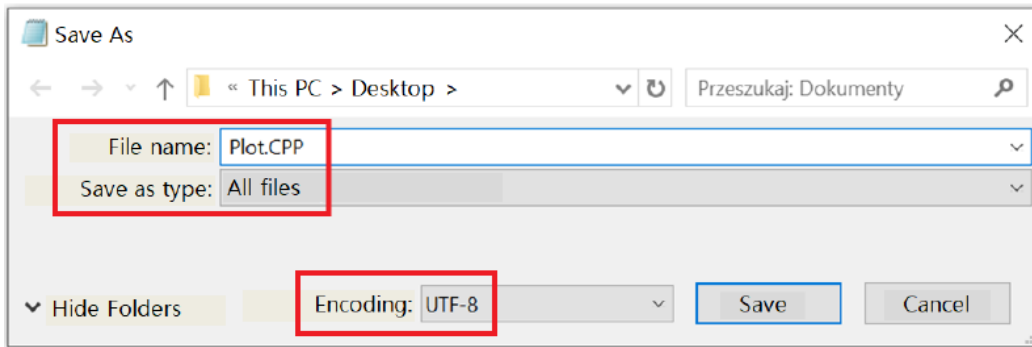 Save As
« This PC > Desktop >
Przeszukaj: Dokumenty
File name: Plot.CPP
Save as type: All files
Hide Folders
Encoding: UTF-8
Save
Cancel